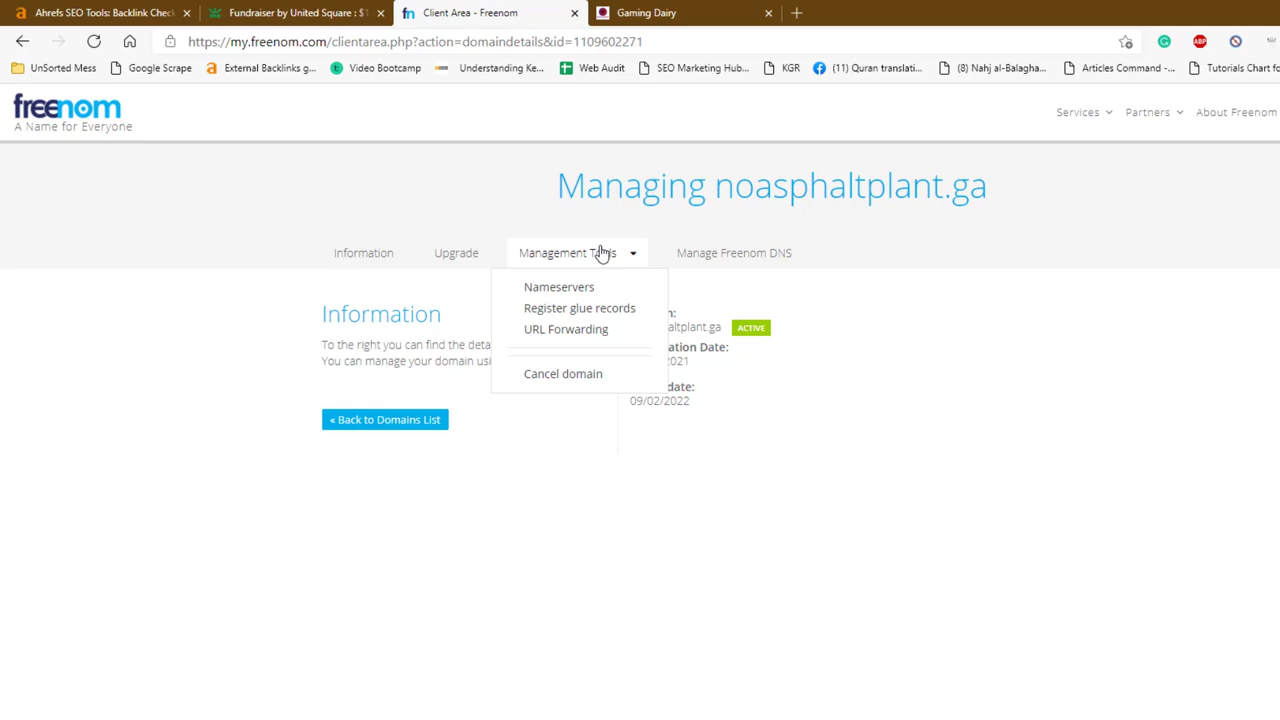 Ahrefs SEO Tools: Backlink Check
Fundraiser by United Square : $1
fn Client Area - Freenom
Gaming Dairy
https://my.freenom.com/clientarea.php?action=domaindetails&id=1109602271
ABP
UnSorted Mess
Google Scrape
External Backlinks g...
Video Bootcamp
Understanding Ke...
Web Audit
SEO Marketing Hub...
KGR
(11) Quran translati...
(8) Nahj al-Balagha...
Articles Command -...
Tutorials Chart fo
freenom
A Name for Everyone
Services
Partners
About Freenom
Managing noasphaltplant.ga
Information
Upgrade
Management Tools
Manage Freenom DNS
Nameservers
Register glue records
URL Forwarding
Cancel domain
Information
To the right you can find the deta
You can manage your domain usi
« Back to Domains List
n:
altplant.ga ACTIVE
ation Date:
2021
date:
09/02/2022